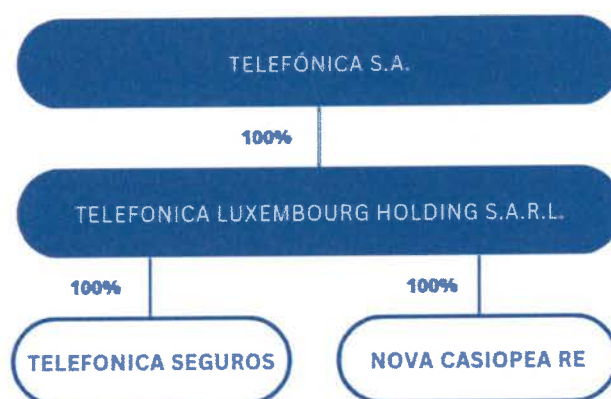 TELEFÓNICA S.A.
100%
TELEFONICA LUXEMBOURG HOLDING S.A.R.L.
100%
100%
TELEFONICA SEGUROS
NOVA CASIOPEA RE